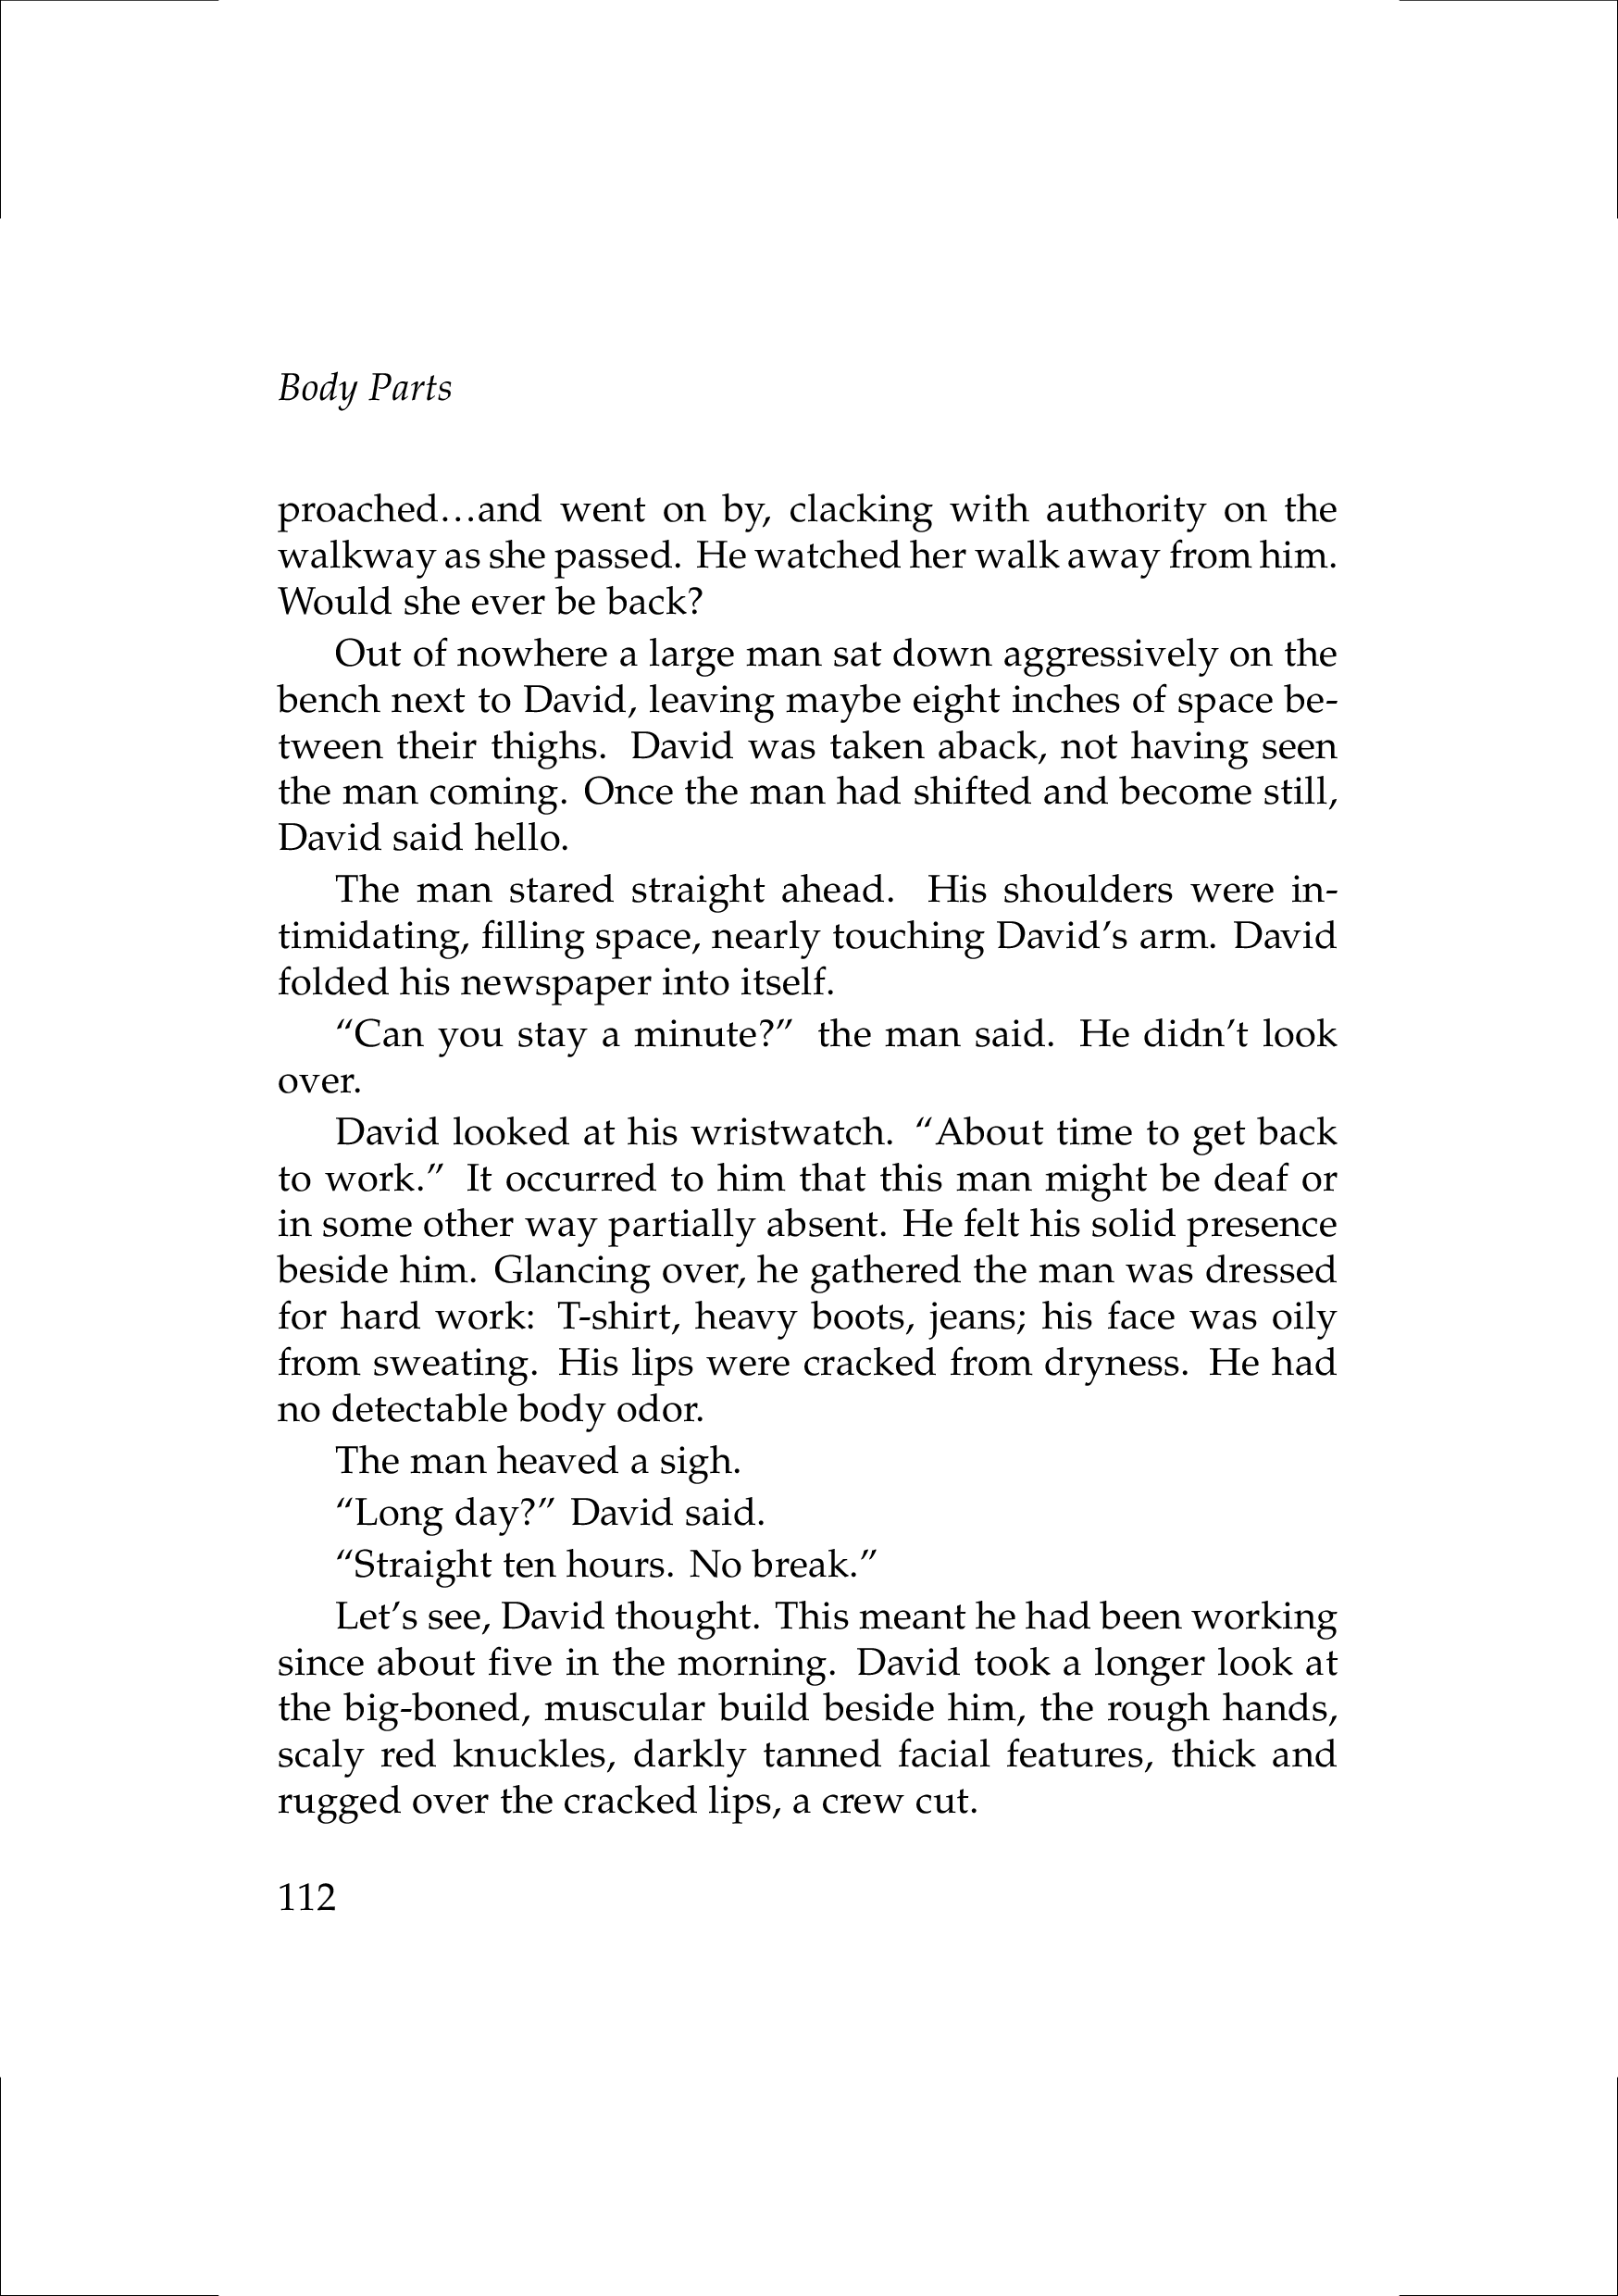 Body Parts
proached…and went on by, clacking with authority on the
walkway as she passed. He watched her walk away from him.
Would she ever be back?
Out of nowhere a large man sat down aggressively on the
bench next to David, leaving maybe eight inches of space be-
tween their thighs. David was taken aback, not having seen
the man coming. Once the man had shifted and become still,
David said hello.
The man stared straight ahead. His shoulders were in-
timidating, filling space, nearly touching David’s arm. David
folded his newspaper into itself.
“Can you stay a minute?” the man said. He didn’t look
over.
David looked at his wristwatch. “About time to get back
to work.” It occurred to him that this man might be deaf or
in some other way partially absent. He felt his solid presence
beside him. Glancing over, he gathered the man was dressed
for hard work: T-shirt, heavy boots, jeans; his face was oily
from sweating. His lips were cracked from dryness. He had
no detectable body odor.
The man heaved a sigh.
“Long day?” David said.
“Straight ten hours. No break.”
Let’s see, David thought. This meant he had been working
since about five in the morning. David took a longer look at
the big-boned, muscular build beside him, the rough hands,
scaly red knuckles, darkly tanned facial features, thick and
rugged over the cracked lips, a crew cut.
112